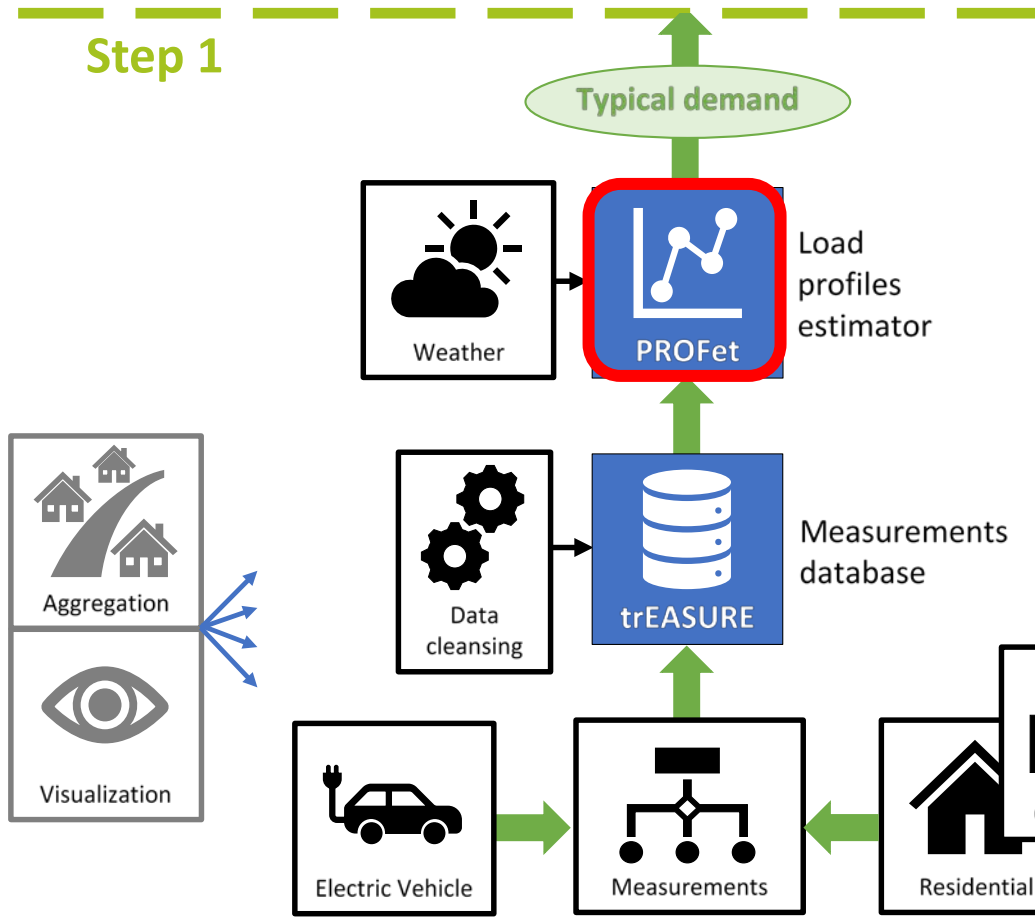 Step 1
Typical demand
Weather
PROFet
Load
profiles
estimator
Aggregation
Visualization
Data
cleansing
trEASURE
Measurements
database
Electric Vehicle
Measurements
Residential